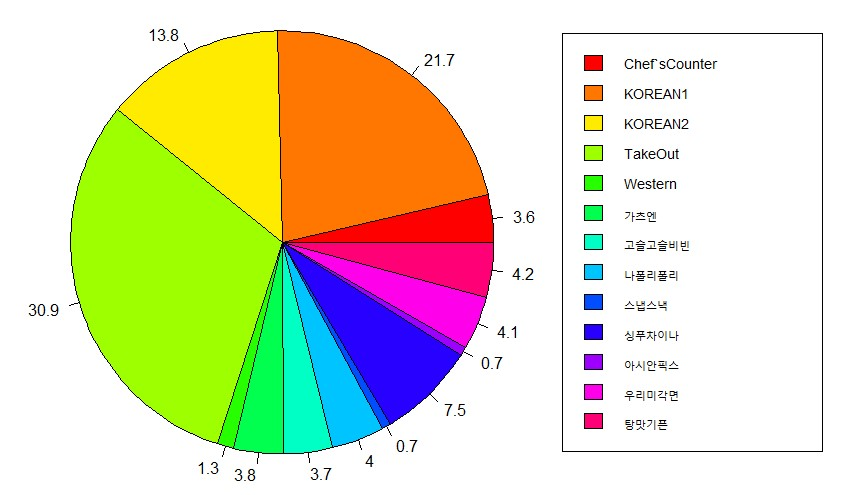 13.8
21.7
3.6
4.2
4.1
0.7
7.5
0.7
4
3.7
3.8
1.3
30.9
Chef`sCounter
KOREAN1
KOREAN2
TakeOut
Western
가츠엔
고슬고슬비빈
나폴리폴리
스냅스낵
싱푸차이나
아시안픽스
우리미각면
탕맛기픈